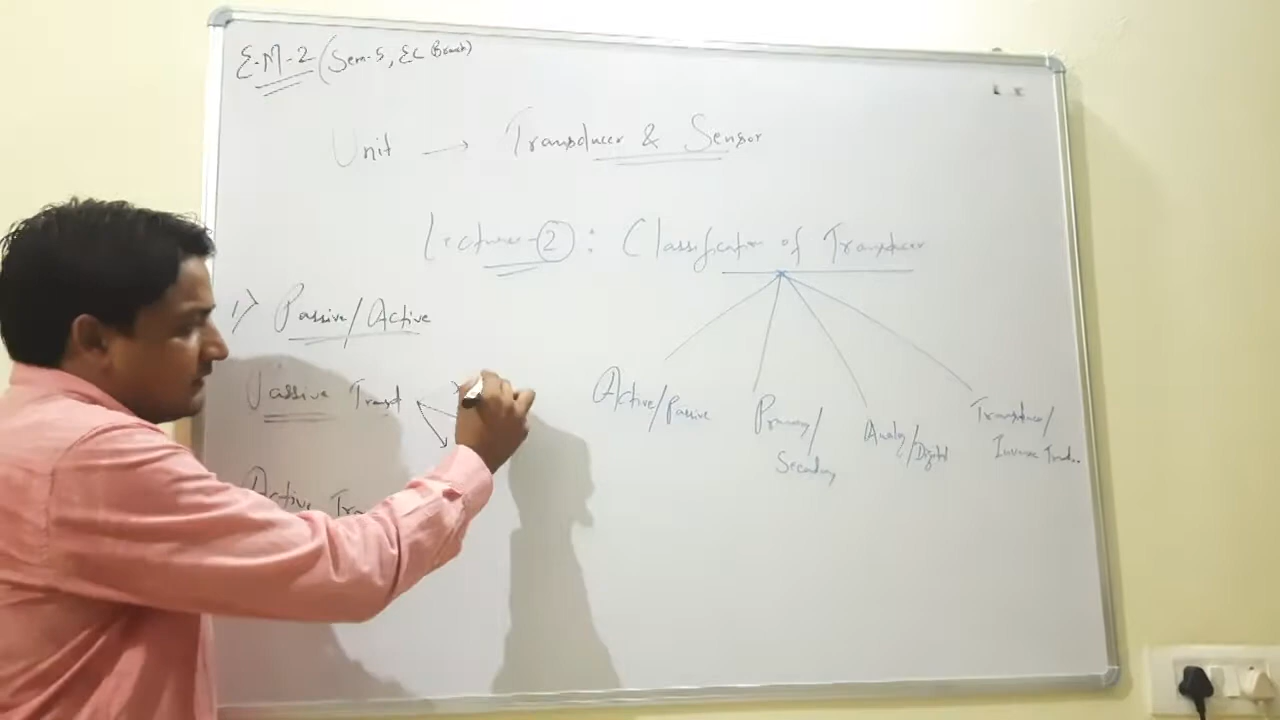 E.M-2 (Sem-5, EC Branch)
Unit → Transducer & Sensor
Lecture-2 : Classification of Transducer
1) Passive/Active
Passive Transd
Active Tra
Active/Passive
Primary/
Secondary
Analog
/Digital
Transducer/
Inverse Trad..